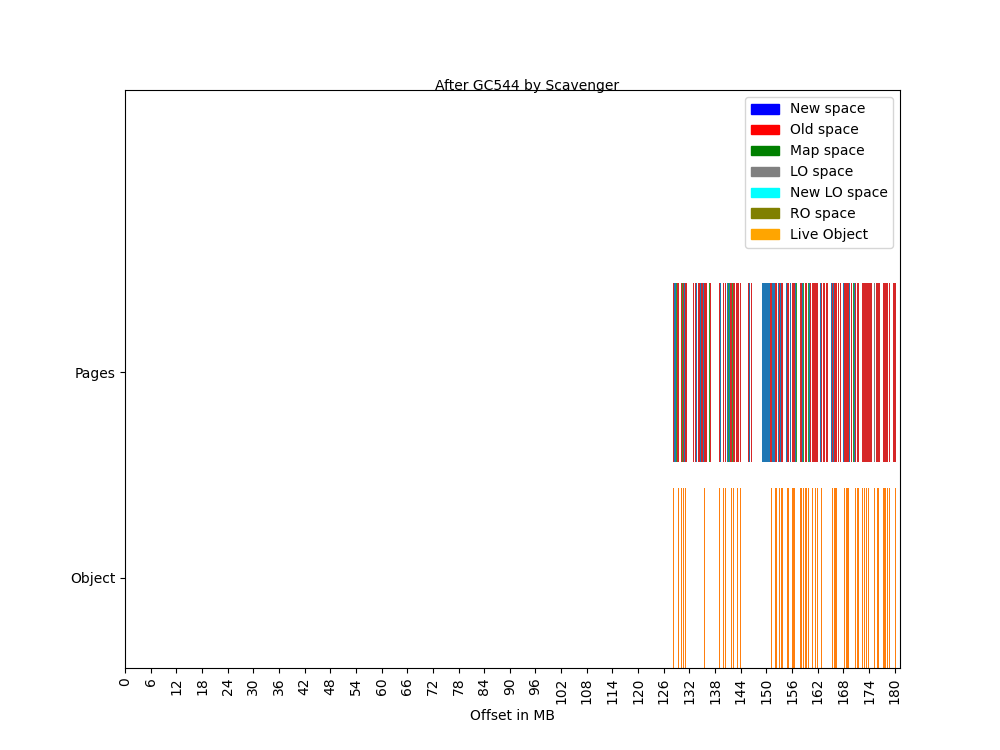 After GC544 by Scavenger
New space
Old space
Map space
LO space
New LO space
RO space
Live Object
Pages
Object
0 6 12 18 24 30 36 42 48 54 60 66 72 78 84 90 96 102 108 114 120 126 132 138 144 150 156 162 168 174 180
Offset in MB